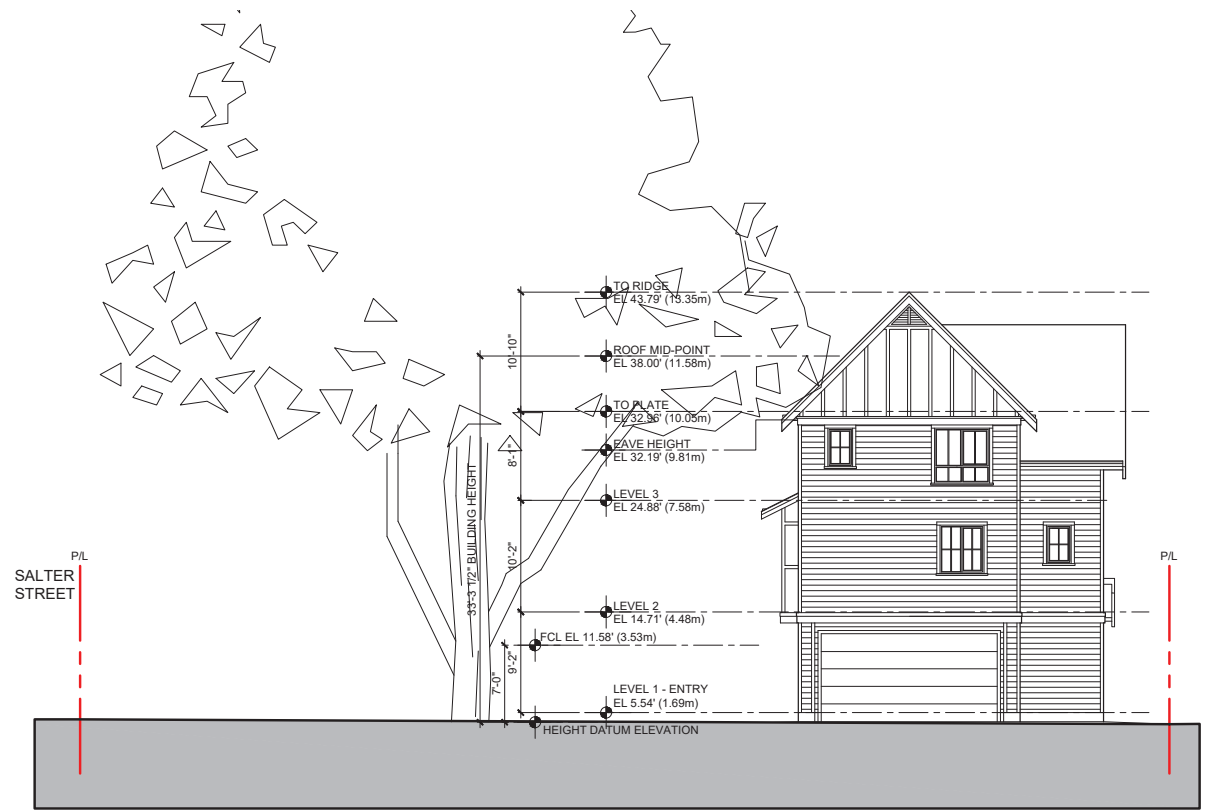 TO RIDGE
EL 43.79' (13.35m)
10'-10"
ROOF MID-POINT
EL 38.00' (11.58m)
TO PLATE
EL 32.96' (10.05m)
EAVE HEIGHT
EL 32.19' (9.81m)
8'-1"
LEVEL 3
EL 24.88' (7.58m)
33'-3 1/2" BUILDING HEIGHT
10'-2"
P/L
SALTER
STREET
P/L
LEVEL 2
EL 14.71' (4.48m)
FCL EL 11.58' (3.53m)
9'-2"
7'-0"
LEVEL 1 - ENTRY
EL 5.54' (1.69m)
HEIGHT DATUM ELEVATION